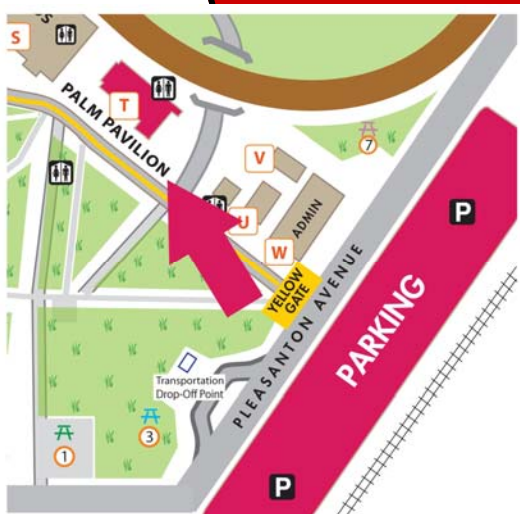 S
T
PALM PAVILION
V
7
U
W
ADMIN
P
YELLOW
GATE
PLEASANTON AVENUE
PARKING
Transportation
Drop-Off Point
1
3
P